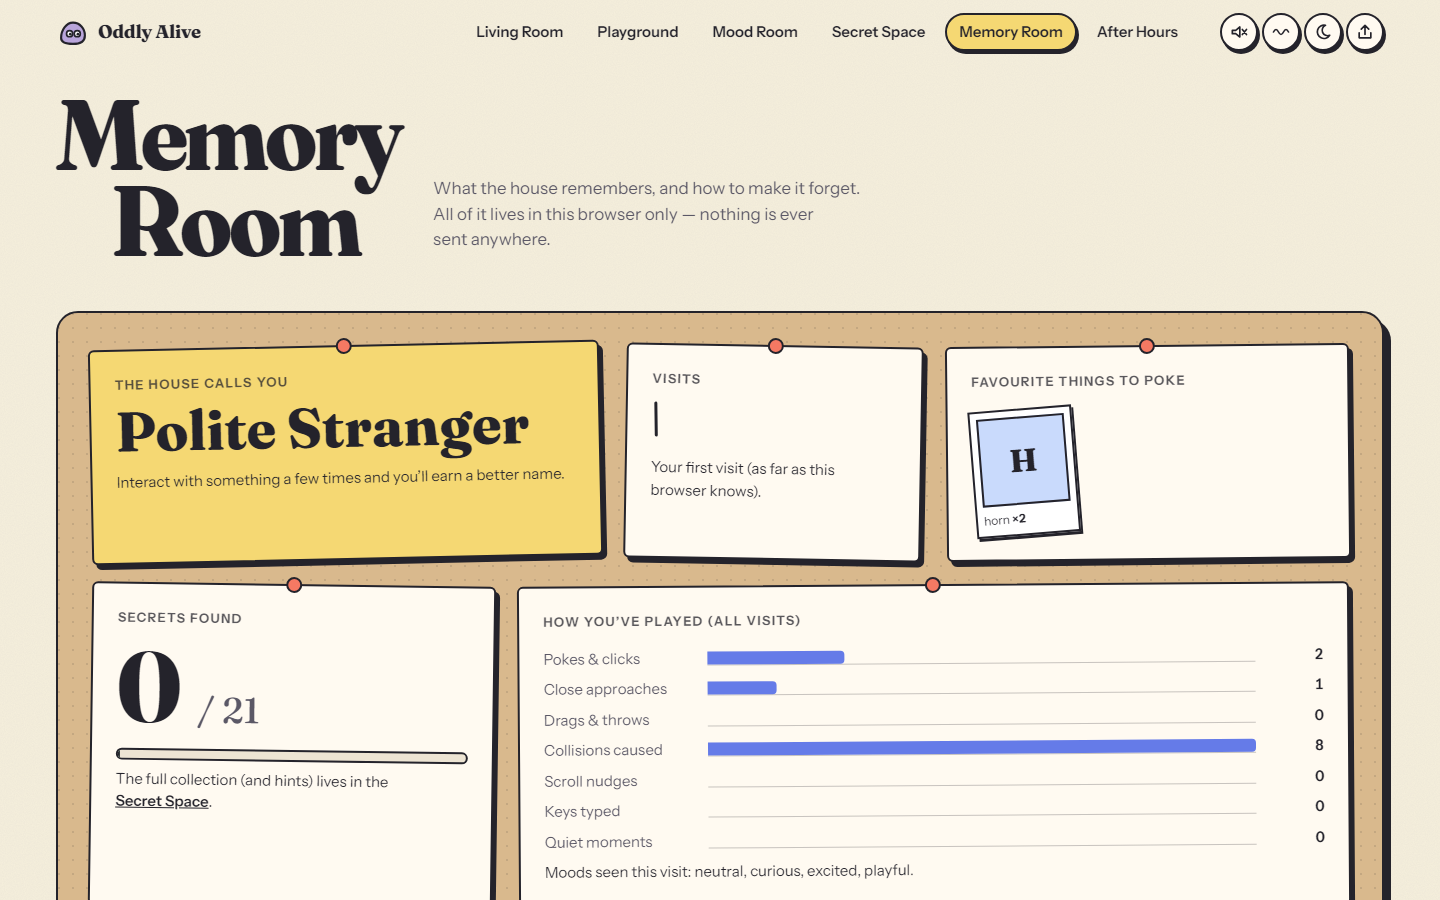 Oddly Alive
Living Room
Playground
Mood Room
Secret Space
Memory Room
After Hours
Memory
Room
What the house remembers, and how to make it forget.
All of it lives in this browser only — nothing is ever
sent anywhere.
THE HOUSE CALLS YOU
Polite Stranger
Interact with something a few times and you’ll earn a better name.
VISITS
Your first visit (as far as this
browser knows).
FAVOURITE THINGS TO POKE
H
horn ×2
SECRETS FOUND
0 / 21
The full collection (and hints) lives in the
Secret Space.
HOW YOU’VE PLAYED (ALL VISITS)
Pokes & clicks 2
Close approaches 1
Drags & throws 0
Collisions caused 8
Scroll nudges 0
Keys typed 0
Quiet moments 0
Moods seen this visit: neutral, curious, excited, playful.